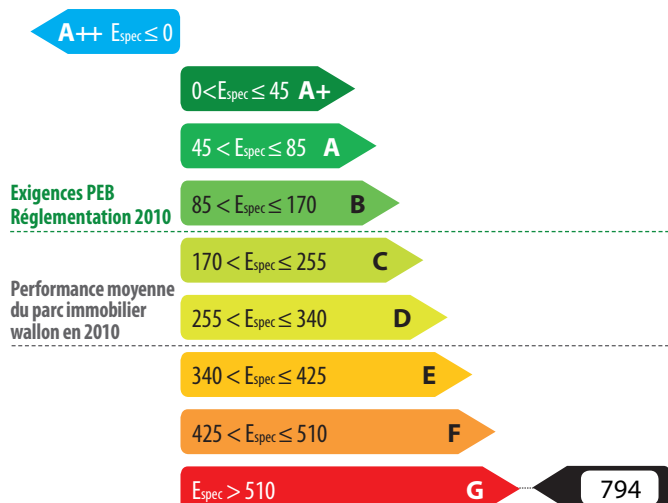 A++ Espec ≤ 0
0<Espec ≤ 45 A+
45 < Espec ≤ 85 A
Exigences PEB
Réglementation 2010
85 < Espec ≤ 170 B
170 < Espec ≤ 255 C
Performance moyenne
du parc immobilier
wallon en 2010
255 < Espec ≤ 340 D
340 < Espec ≤ 425 E
425 < Espec ≤ 510 F
Espec > 510 G 794